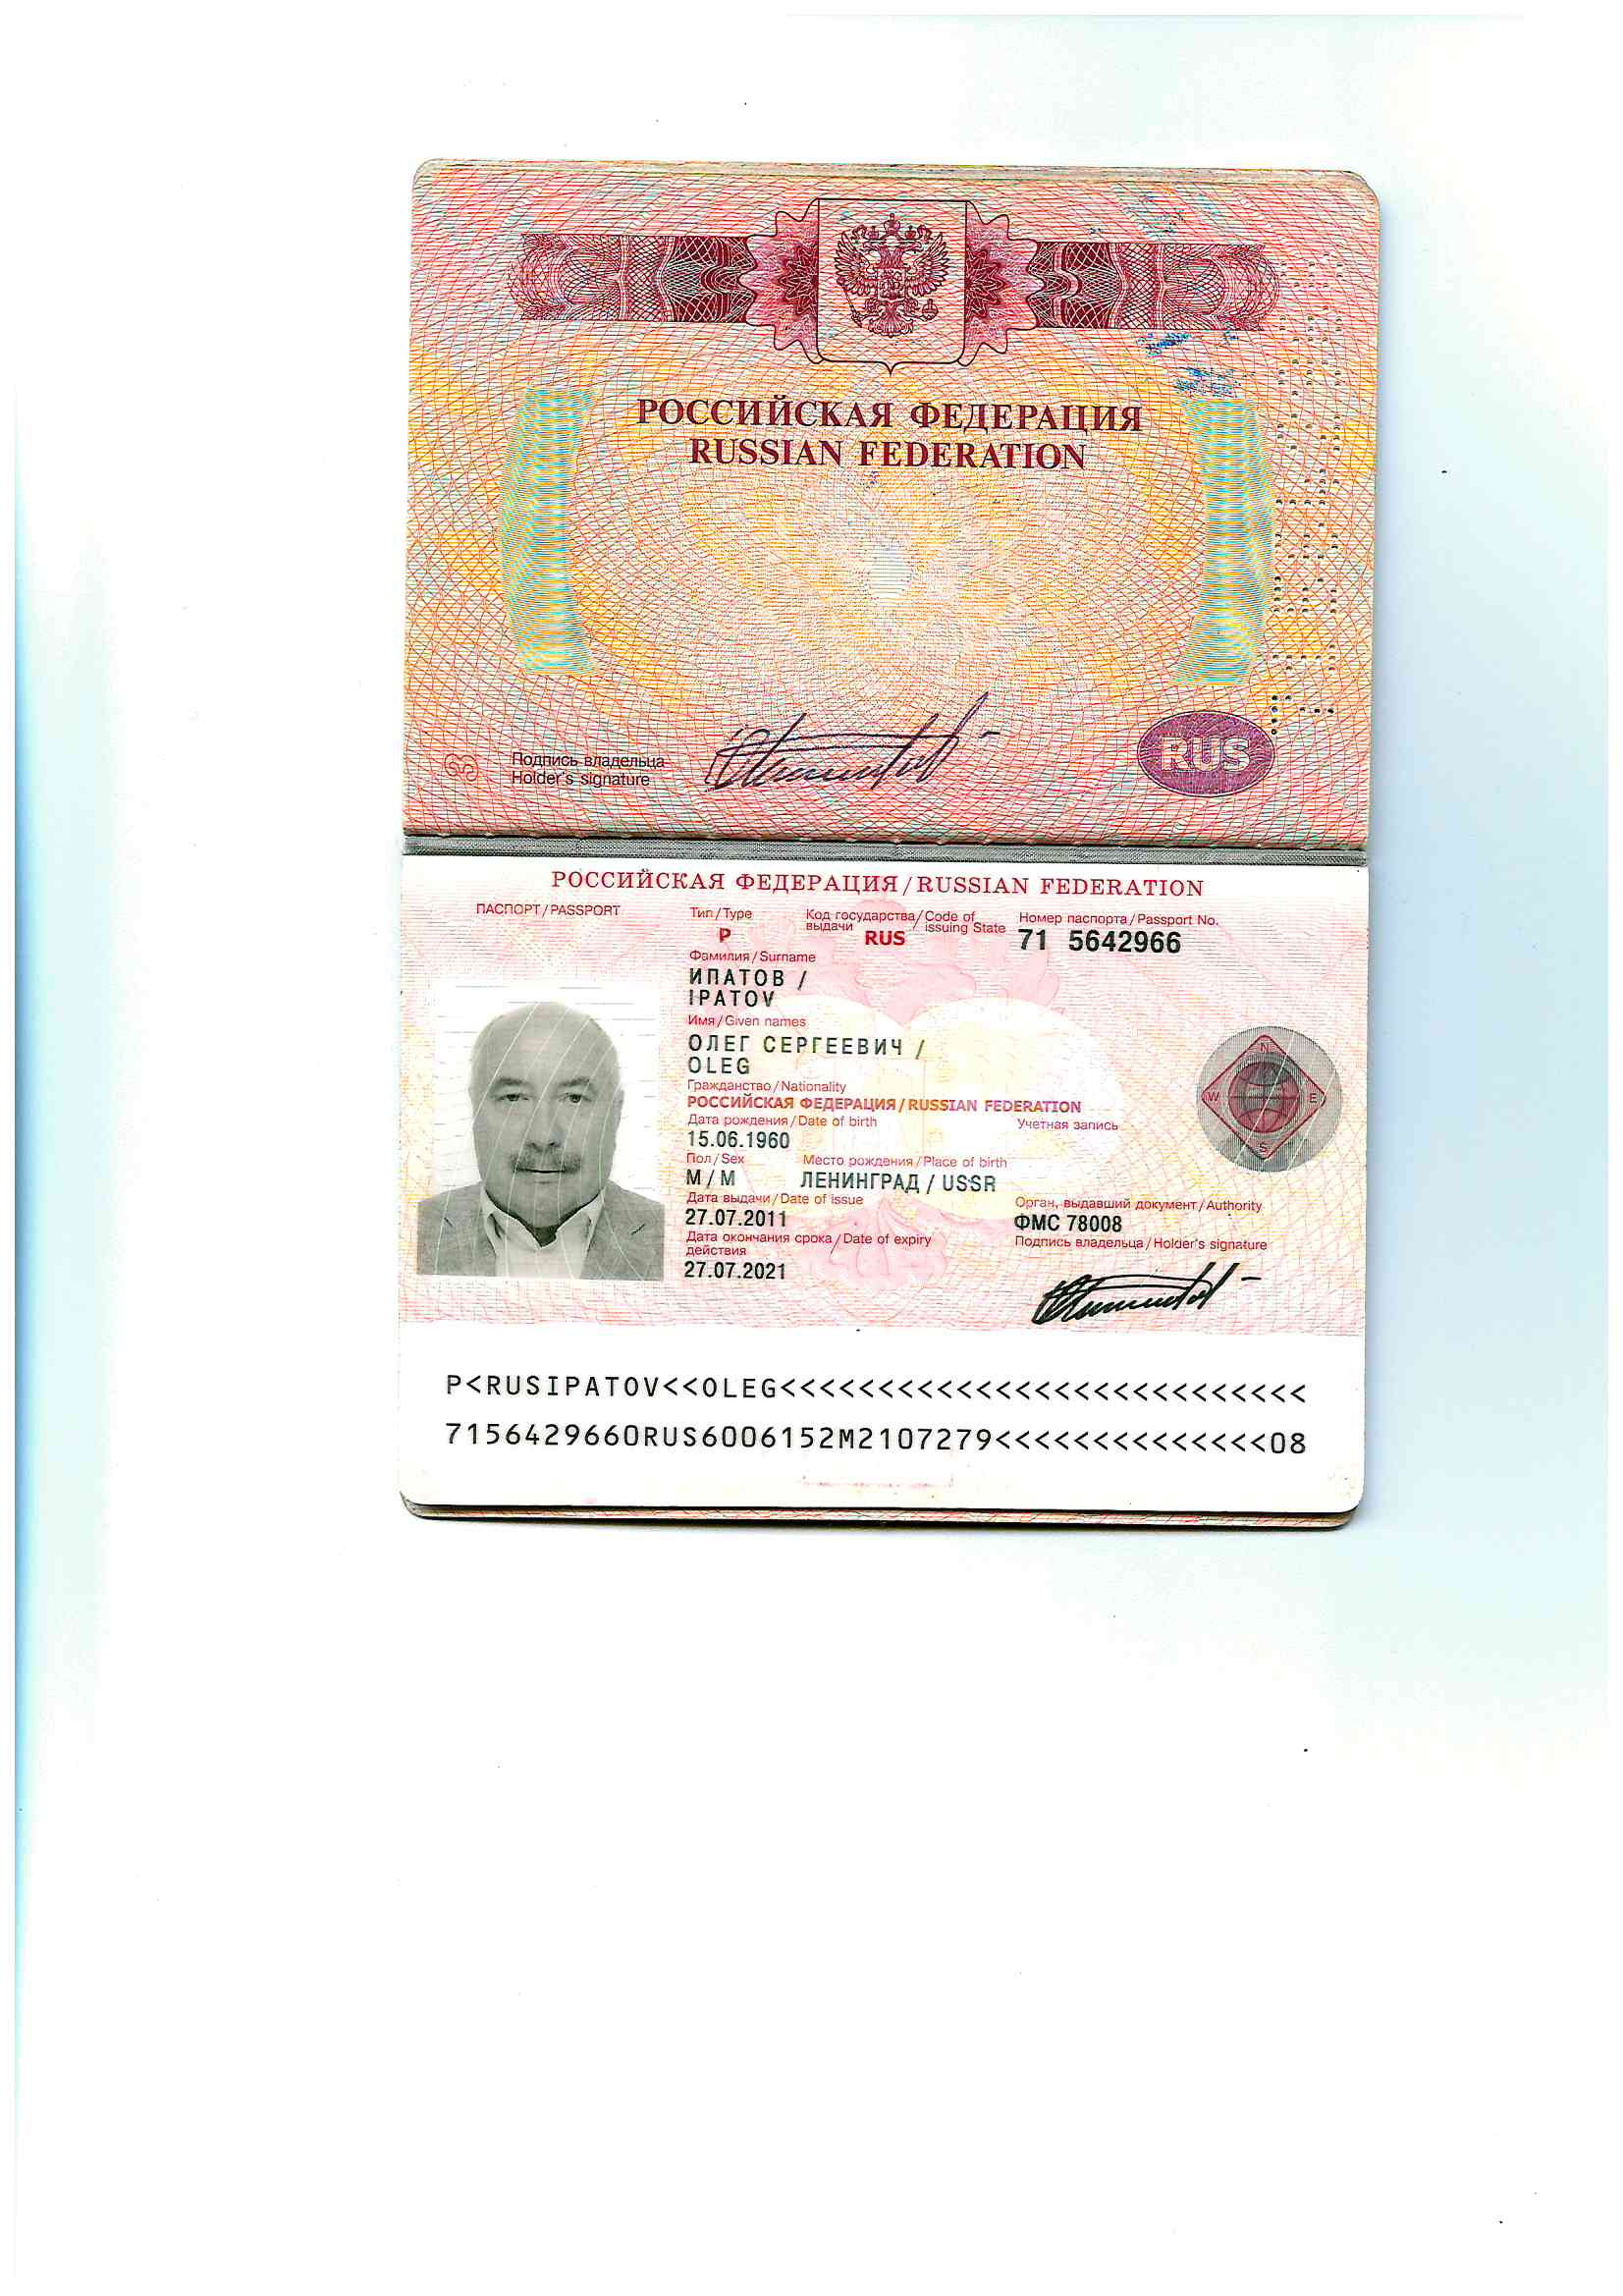 РОССИЙСКАЯ ФЕДЕРАЦИЯ
RUSSIAN FEDERATION
Подпись владельца
Holder's signature
RUS
РОССИЙСКАЯ ФЕДЕРАЦИЯ / RUSSIAN FEDERATION
ПАСПОРТ / PASSPORT
Тип / Type
Код государства / Code of
выдачи / issuing State
Номер паспорта / Passport No.
P
RUS
71 5642966
Фамилия / Surname
ИПАТОВ /
IPATOV
Имя / Given names
ОЛЕГ СЕРГЕЕВИЧ /
OLEG
Гражданство / Nationality
РОССИЙСКАЯ ФЕДЕРАЦИЯ / RUSSIAN FEDERATION
Дата рождения / Date of birth
Учетная запись
15.06.1960
Пол / Sex
Место рождения / Place of birth
М / M
ЛЕНИНГРАД / USSR
Дата выдачи / Date of issue
Орган, выдавший документ / Authority
27.07.2011
ФМС 78008
Дата окончания срока / Date of expiry
действия
Подпись владельца / Holder's signature
27.07.2021
N
W
E
S
P<RUSIPATOV<<OLEG<<<<<<<<<<<<<<<<<<<<<<<<<<<
7156429660RUS6006152M2107279<<<<<<<<<<<<<<08